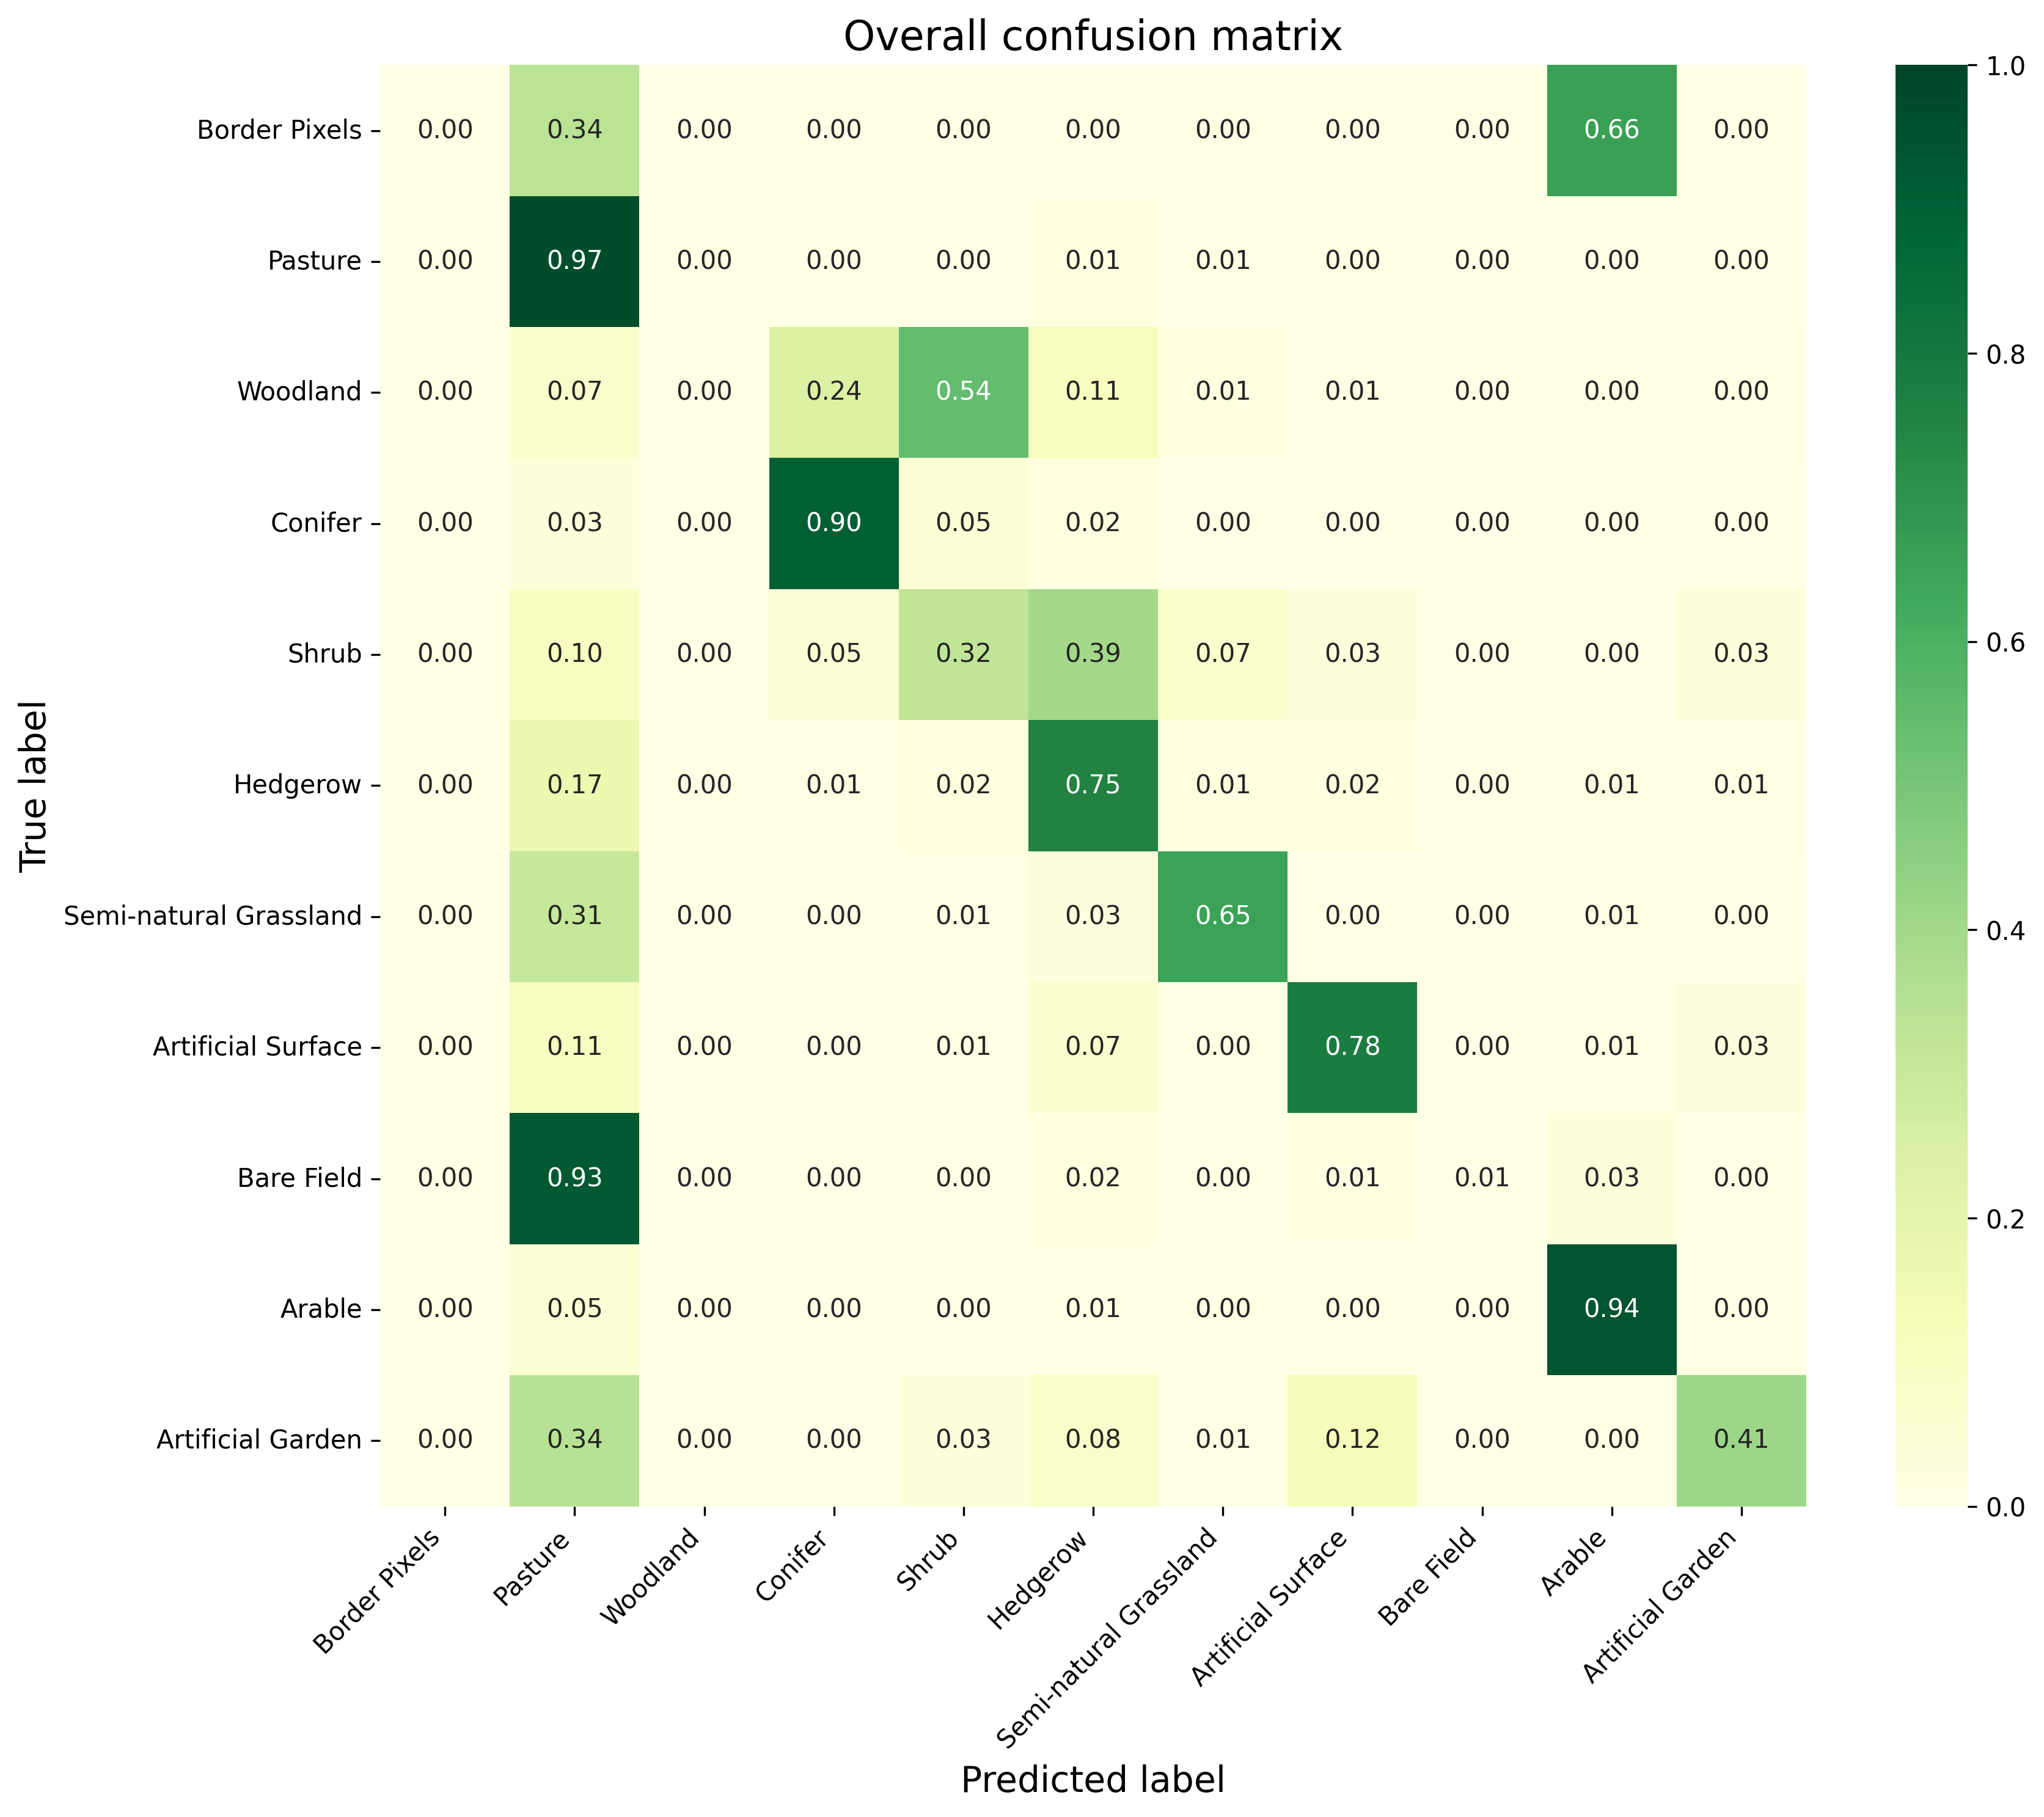 Overall confusion matrix
True label
Border Pixels 0.00 0.34 0.00 0.00 0.00 0.00 0.00 0.00 0.00 0.66 0.00
Pasture 0.00 0.97 0.00 0.00 0.00 0.01 0.01 0.00 0.00 0.00 0.00
Woodland 0.00 0.07 0.00 0.24 0.54 0.11 0.01 0.01 0.00 0.00 0.00
Conifer 0.00 0.03 0.00 0.90 0.05 0.02 0.00 0.00 0.00 0.00 0.00
Shrub 0.00 0.10 0.00 0.05 0.32 0.39 0.07 0.03 0.00 0.00 0.03
Hedgerow 0.00 0.17 0.00 0.01 0.02 0.75 0.01 0.02 0.00 0.01 0.01
Semi-natural Grassland 0.00 0.31 0.00 0.00 0.01 0.03 0.65 0.00 0.00 0.01 0.00
Artificial Surface 0.00 0.11 0.00 0.00 0.01 0.07 0.00 0.78 0.00 0.01 0.03
Bare Field 0.00 0.93 0.00 0.00 0.00 0.02 0.00 0.01 0.01 0.03 0.00
Arable 0.00 0.05 0.00 0.00 0.00 0.01 0.00 0.00 0.00 0.94 0.00
Artificial Garden 0.00 0.34 0.00 0.00 0.03 0.08 0.01 0.12 0.00 0.00 0.41
Border Pixels
Pasture
Woodland
Conifer
Shrub
Hedgerow
Semi-natural Grassland
Artificial Surface
Bare Field
Arable
Artificial Garden
Predicted label
1.0
0.8
0.6
0.4
0.2
0.0